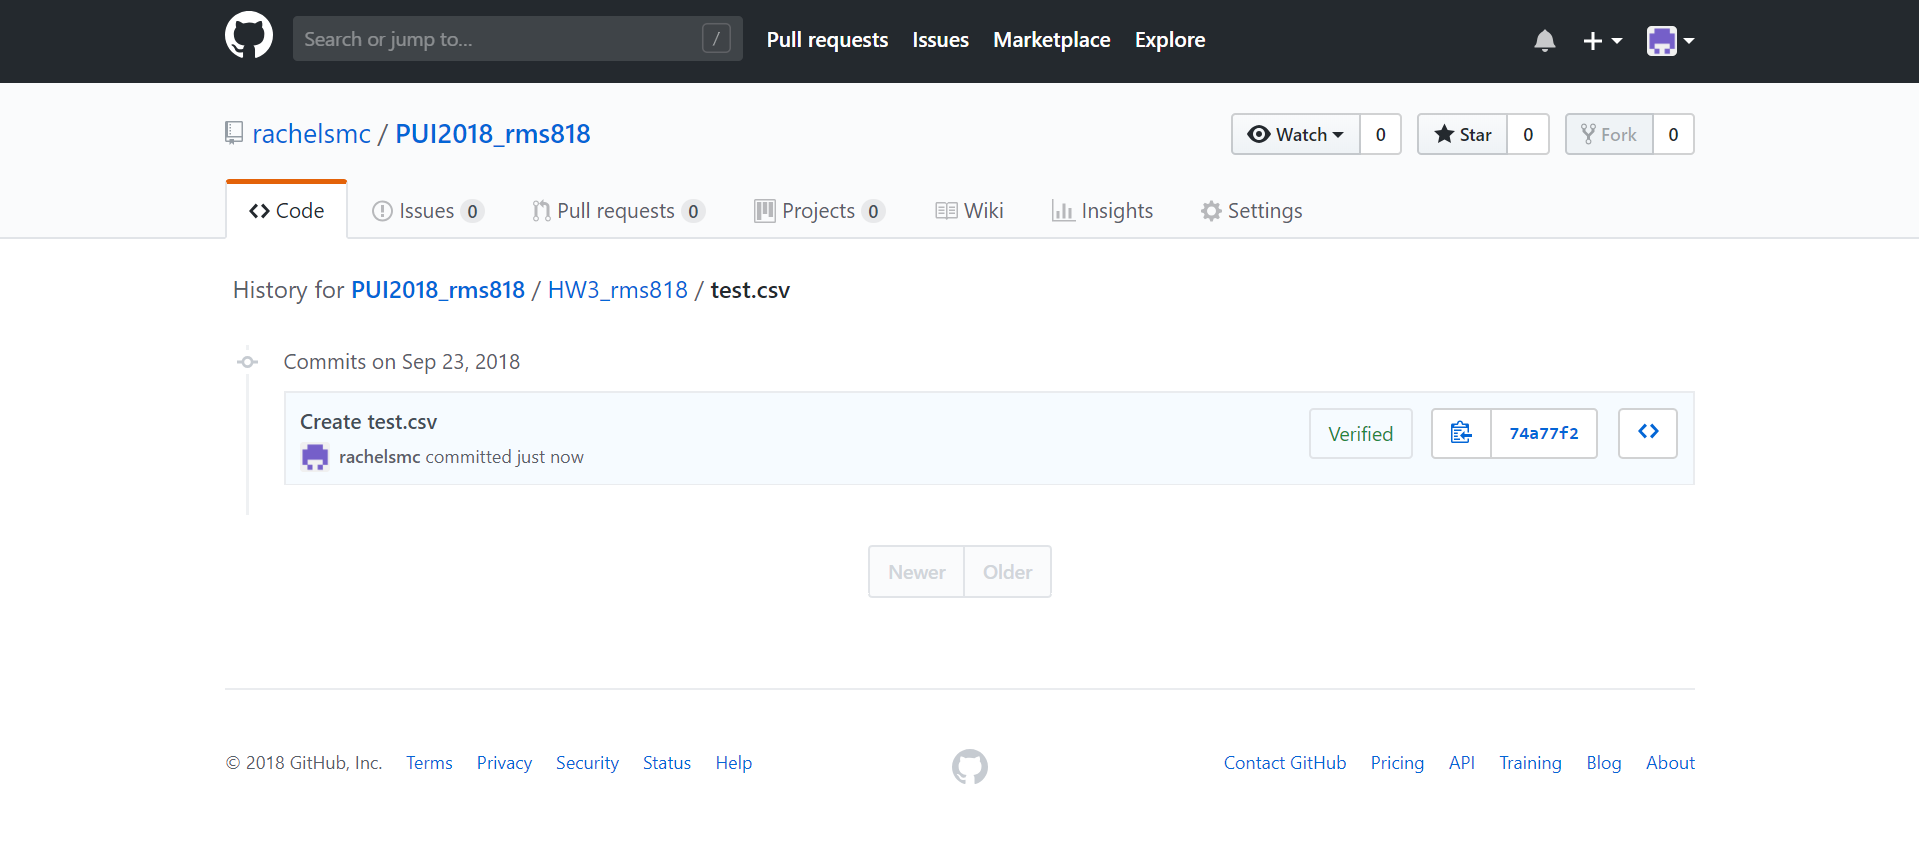 Search or jump to... / Pull requests Issues Marketplace Explore
rachelsmc / PUI2018_rms818 Watch 0 Star 0 Fork 0
Code Issues 0 Pull requests 0 Projects 0 Wiki Insights Settings
History for PUI2018_rms818 / HW3_rms818 / test.csv
Commits on Sep 23, 2018
Create test.csv
rachelsmc committed just now
Verified 74a77f2
Newer Older
© 2018 GitHub, Inc. Terms Privacy Security Status Help Contact GitHub Pricing API Training Blog About